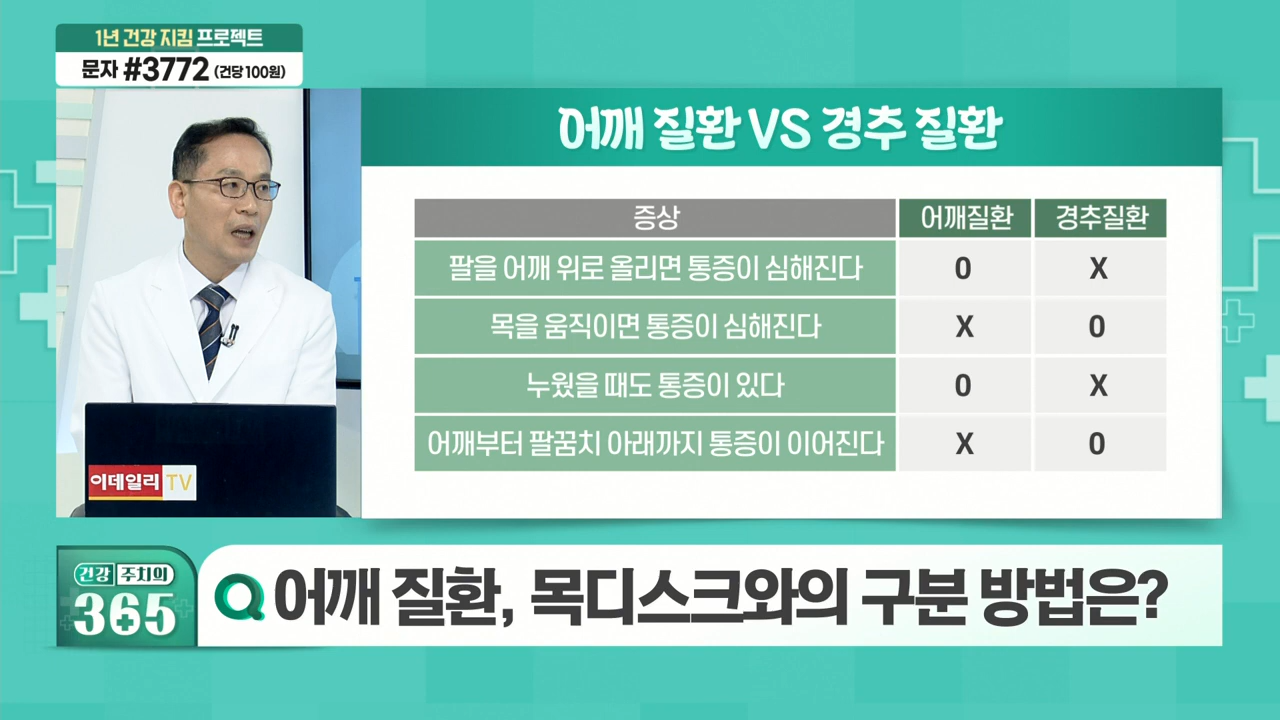 1년 건강 지킴 프로젝트
문자 #3772 (건당 100원)
어깨 질환 VS 경추 질환
증상 어깨질환 경추질환
팔을 어깨 위로 올리면 통증이 심해진다 O X
목을 움직이면 통증이 심해진다 X O
누웠을 때도 통증이 있다 O X
어깨부터 팔꿈치 아래까지 통증이 이어진다 X O
이데일리 TV
건강 주치의
365
Q 어깨 질환, 목디스크와의 구분 방법은?